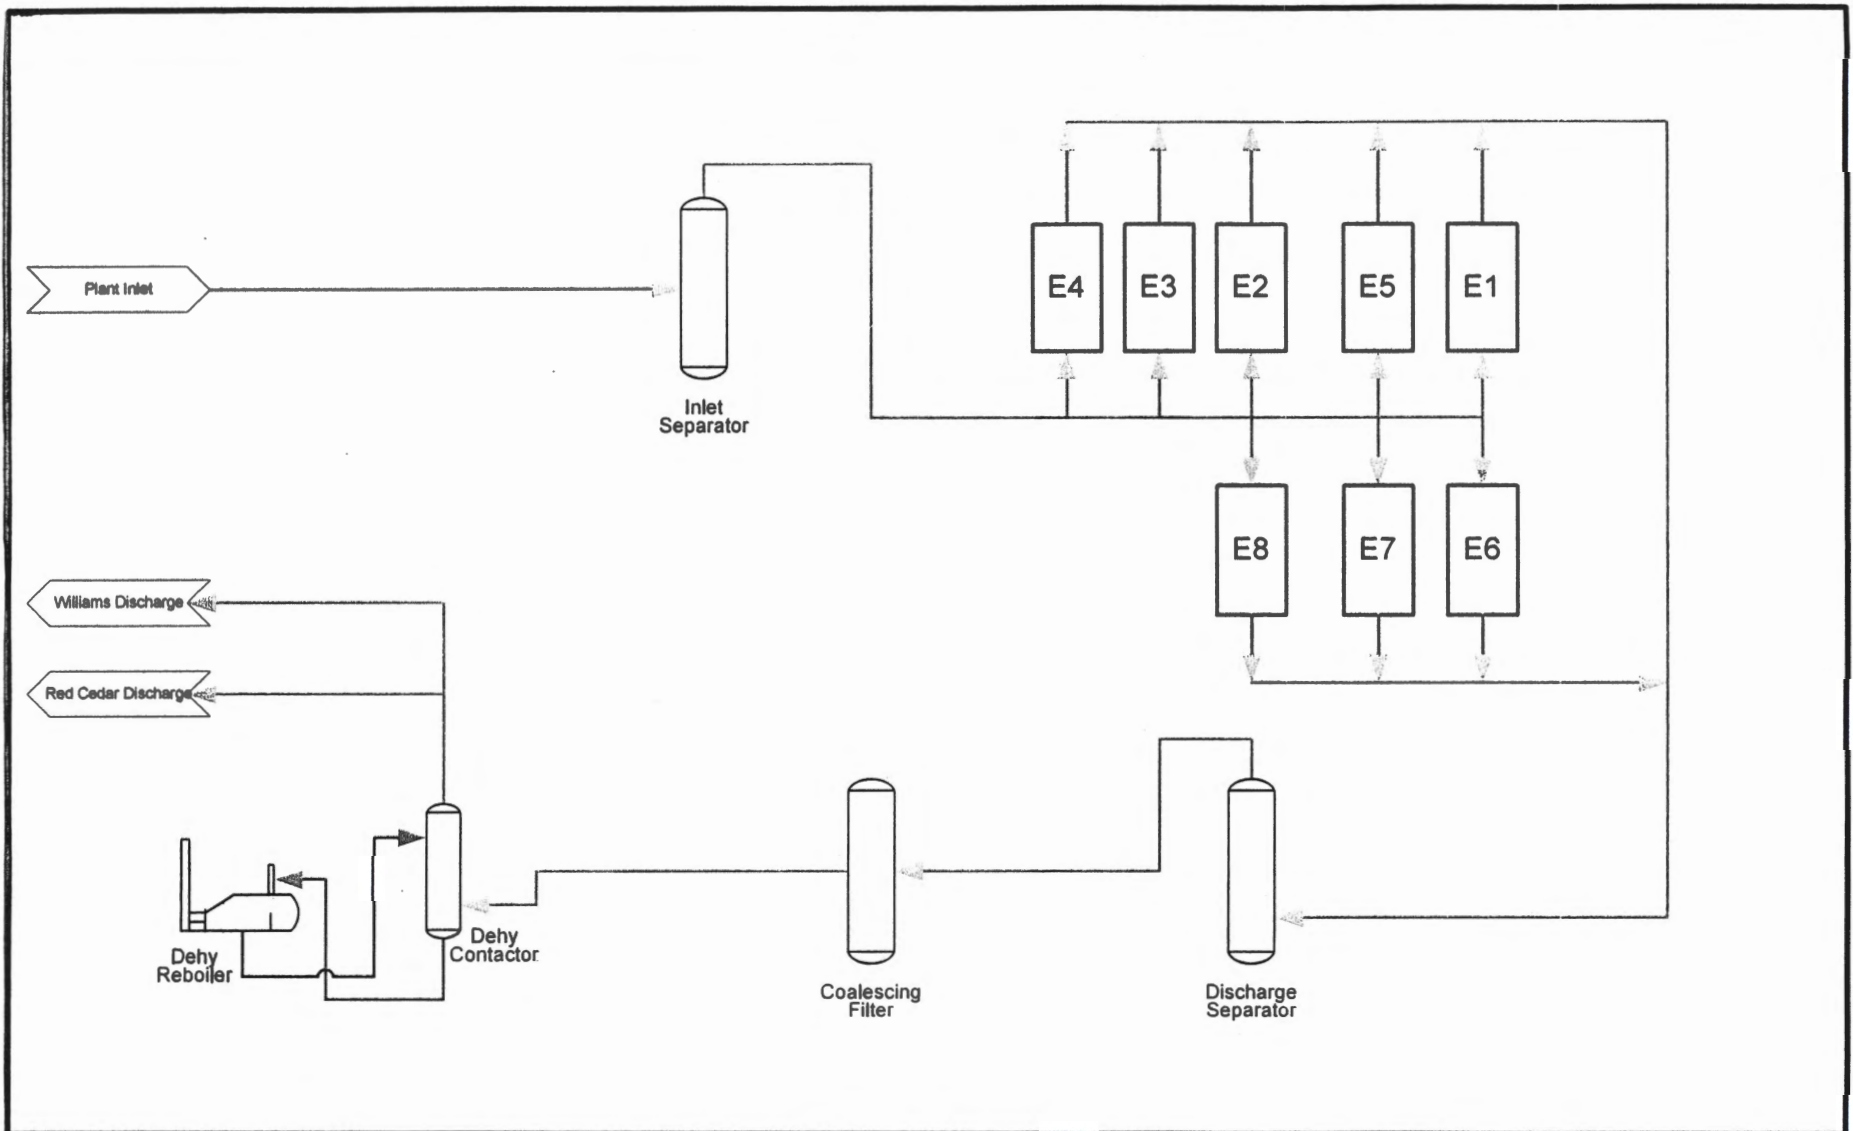 Plant Inlet
Inlet
Separator
E4
E3
E2
E5
E1
E8
E7
E6
Williams Discharge
Red Cedar Discharge
Dehy
Reboiler
Dehy
Contactor
Coalescing
Filter
Discharge
Separator